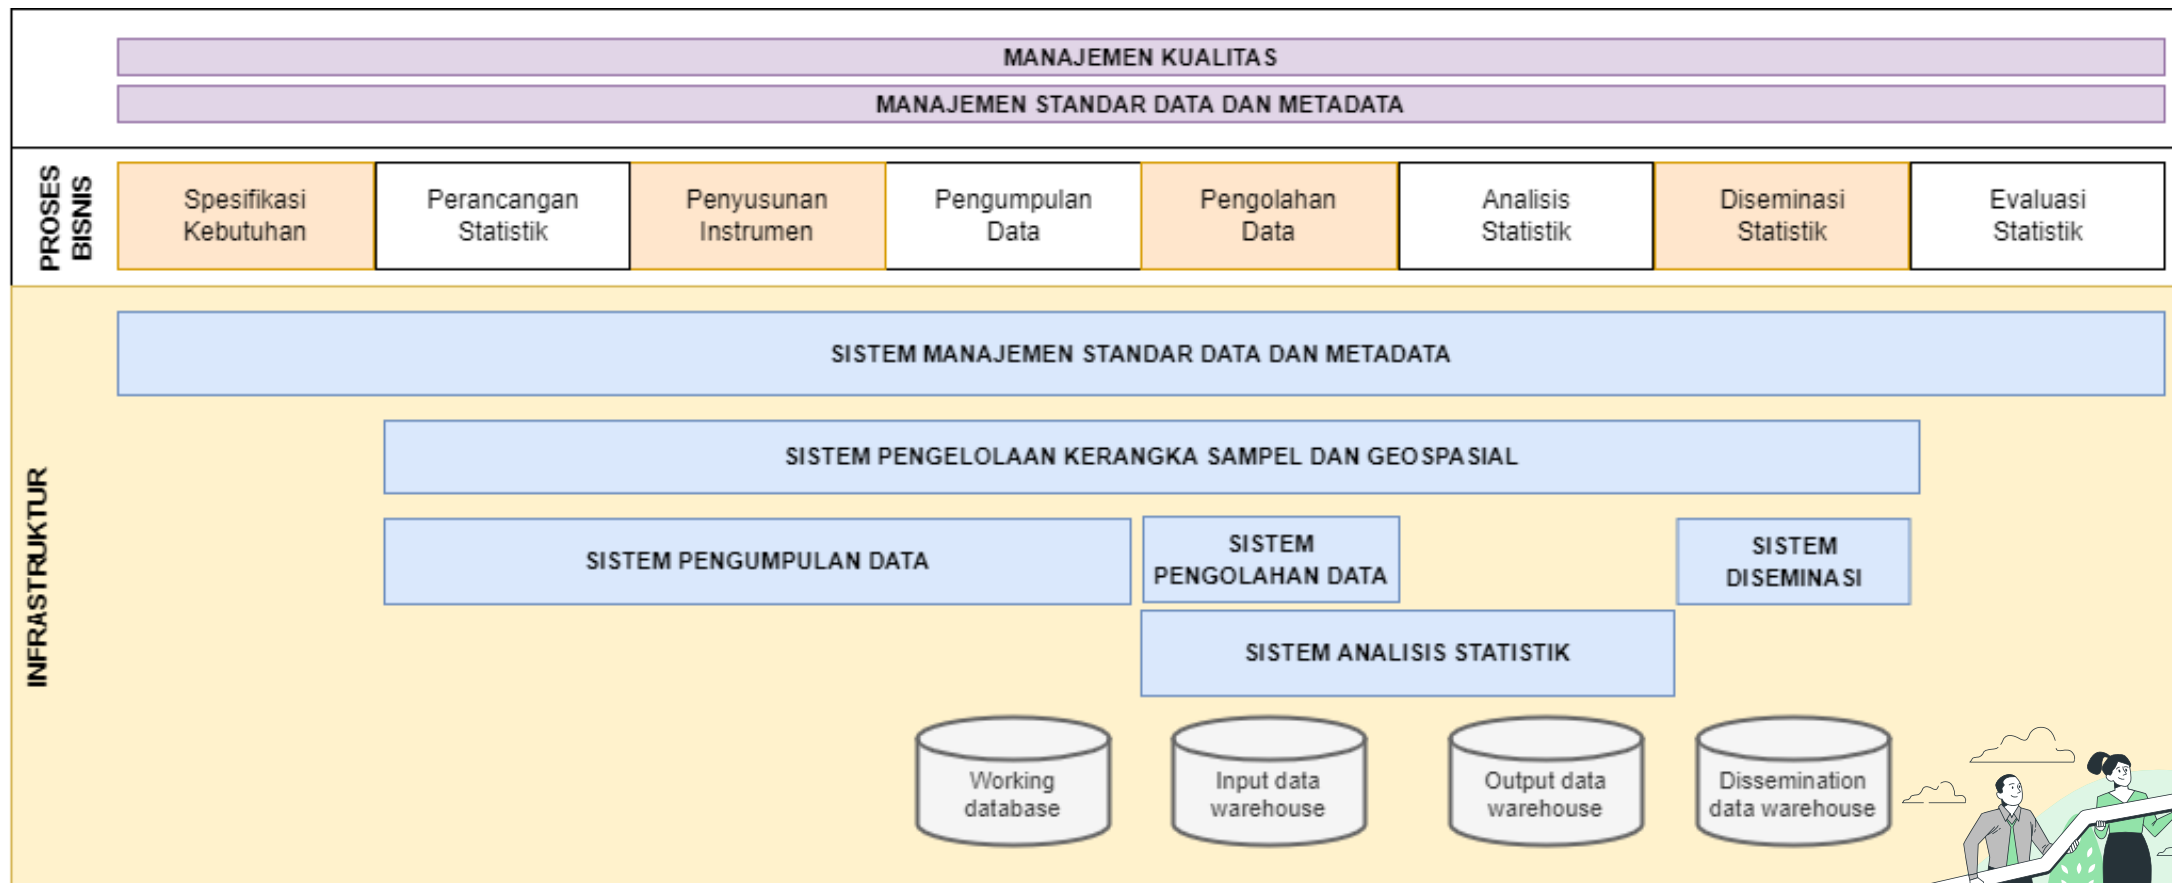 MANAJEMEN KUALITAS
MANAJEMEN STANDAR DATA DAN METADATA
PROSES
BISNIS
Spesifikasi
Kebutuhan
Perancangan
Statistik
Penyusunan
Instrumen
Pengumpulan
Data
Pengolahan
Data
Analisis
Statistik
Diseminasi
Statistik
Evaluasi
Statistik
INFRASTRUKTUR
SISTEM MANAJEMEN STANDAR DATA DAN METADATA
SISTEM PENGELOLAAN KERANGKA SAMPEL DAN GEOSPASIAL
SISTEM PENGUMPULAN DATA
SISTEM
PENGOLAHAN DATA
SISTEM
DISEMINASI
SISTEM ANALISIS STATISTIK
Working
database
Input data
warehouse
Output data
warehouse
Dissemination
data warehouse